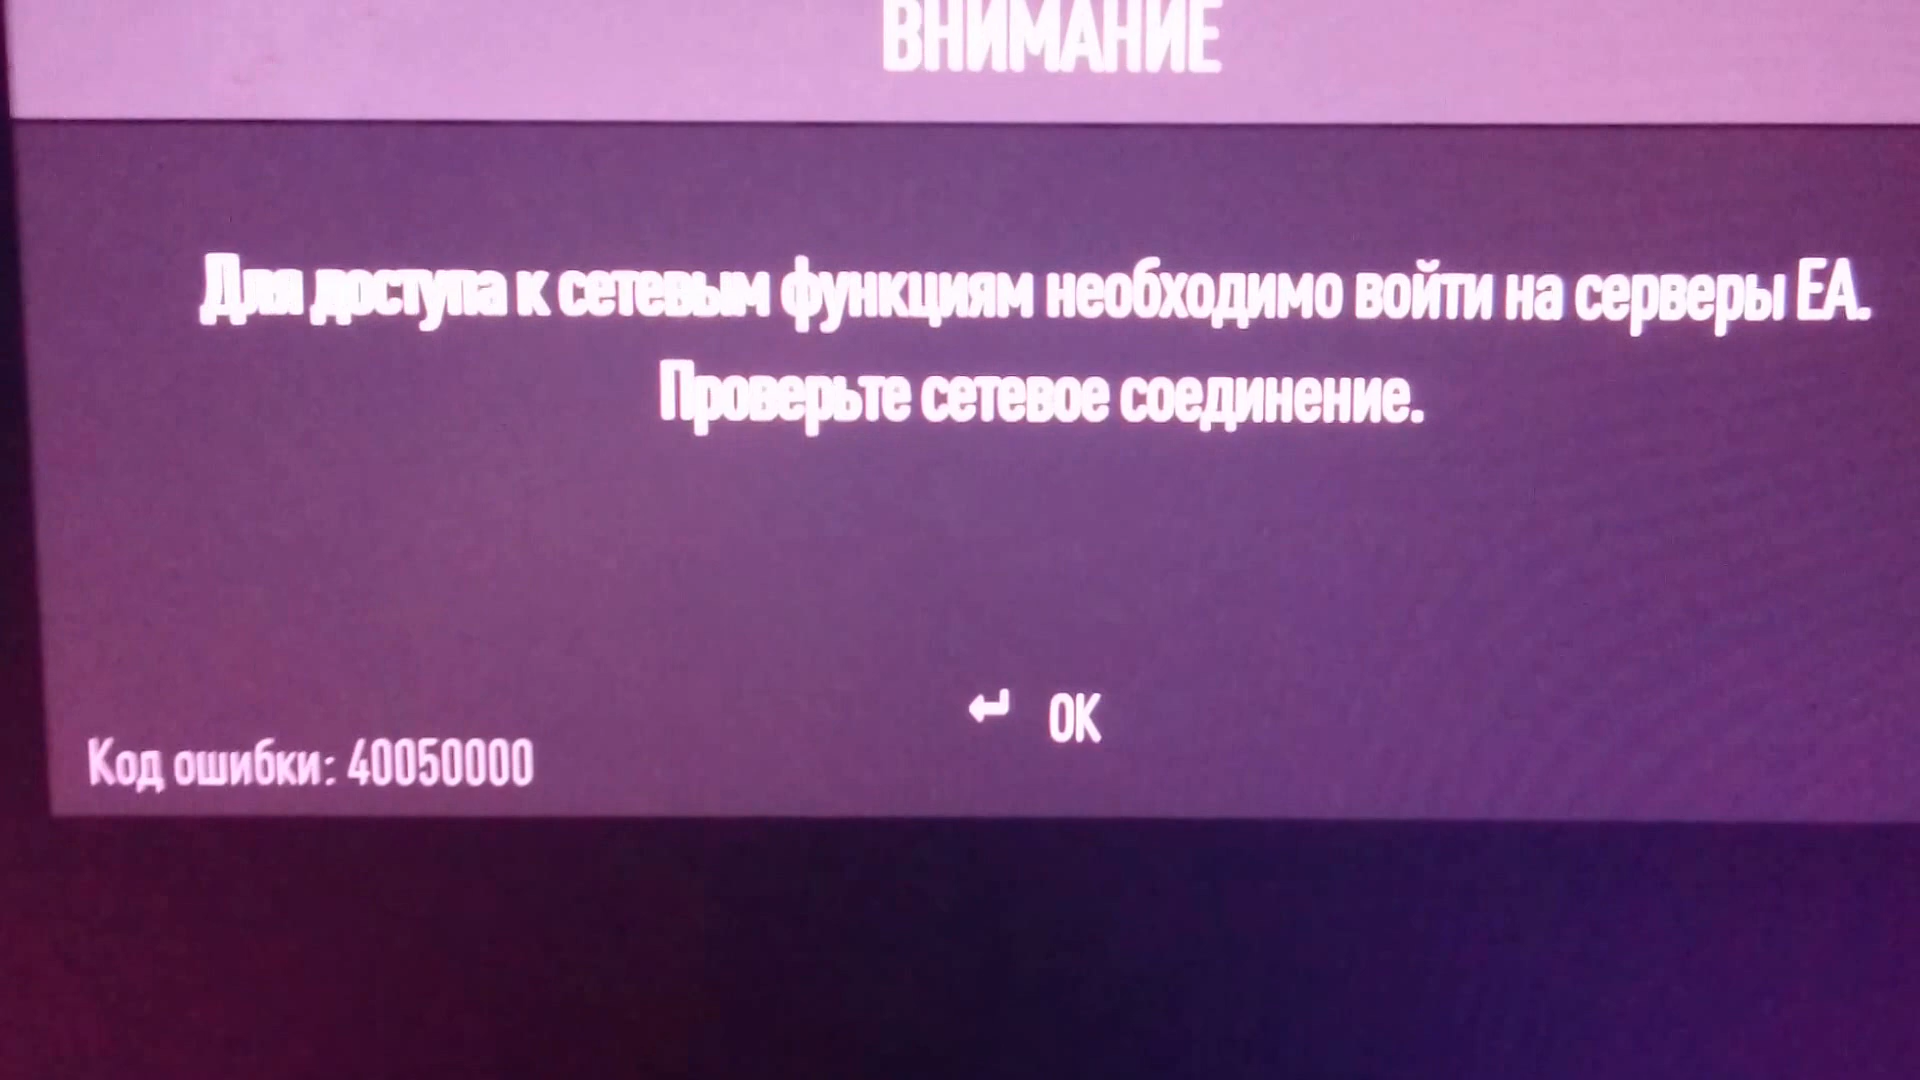 ВНИМАНИЕ
Для доступа к сетевым функциям необходимо войти на серверы EA.
Проверьте сетевое соединение.
↵ OK
Код ошибки: 40050000